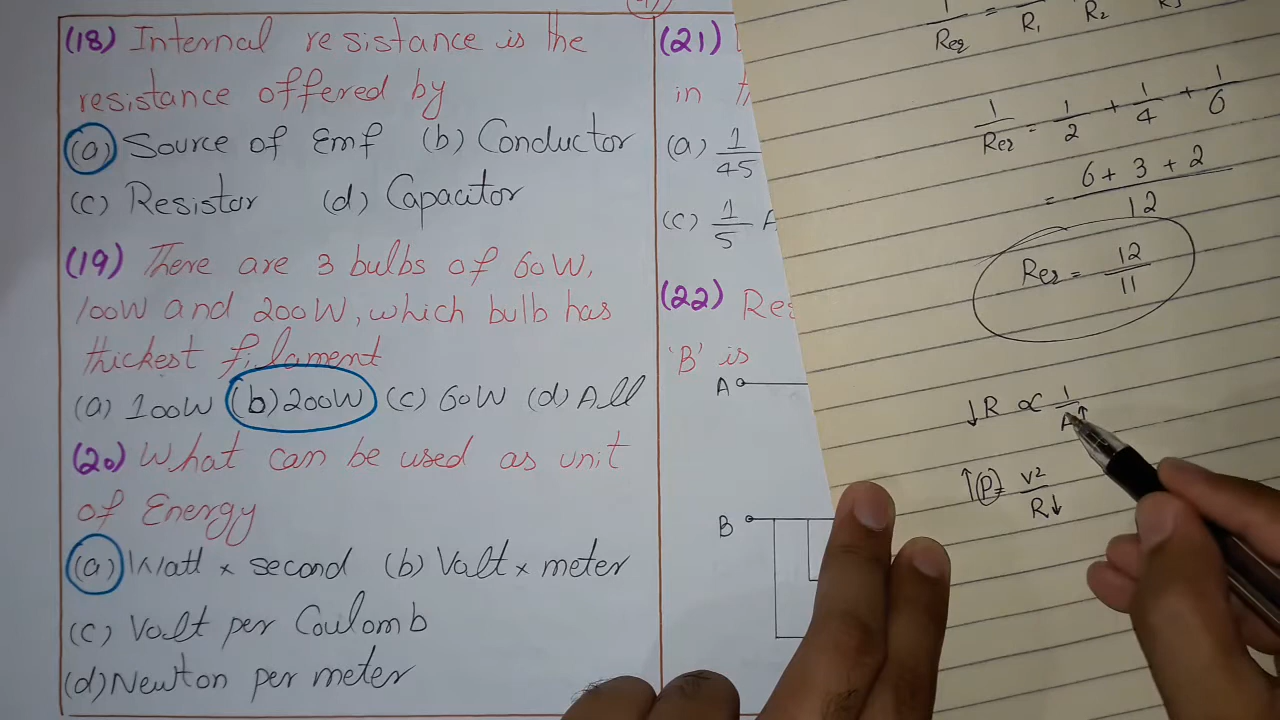 (18) Internal resistance is the
resistance offered by
(a) Source of Emf (b) Conductor
(c) Resistor (d) Capacitor
(19) There are 3 bulbs of 60W,
100W and 200W, which bulb has
thickest filament
(a) 100W (b) 200W (c) 60W (d) All
(20) What can be used as unit
of Energy
(a) Watt × second (b) Valt × meter
(c) Valt per Coulomb
(d) Newton per meter
(21)
in
(a) 1/45
(c) 1/5 A
(22) Res
'B' is
A
B
1/Req = /R1 R2 R3
1/Req = 1/2 + 1/4 + 1/6
= 6 + 3 + 2 / 12
Req = 12/11
↓R ∝ 1/A↑
↑P = V²/R↓